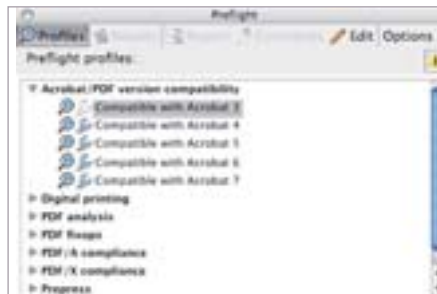 Preflight
Profiles Edit Options
Preflight profiles:
Acrobat/PDF version compatibility
Compatible with Acrobat 3
Compatible with Acrobat 4
Compatible with Acrobat 5
Compatible with Acrobat 6
Compatible with Acrobat 7
Digital printing
PDF analysis
PDF fixups
PDF/A compliance
PDF/X compliance
Prepress